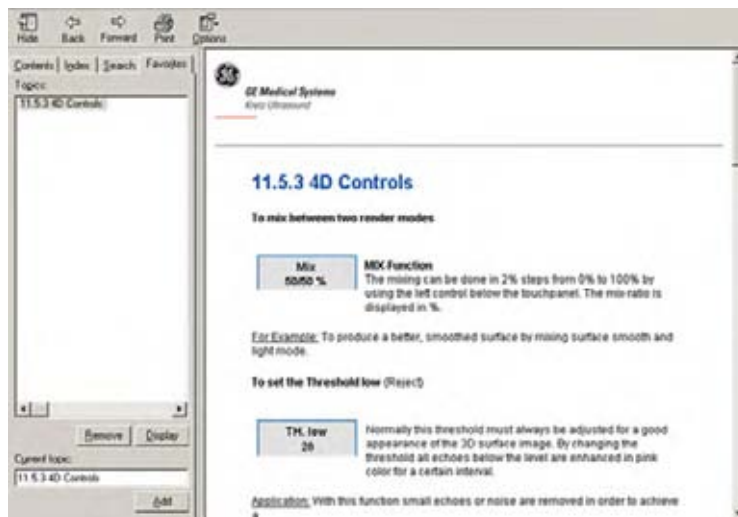 Hide Back Forward Print Options
Contents Index Search Favorites
Topics:
11.5.3 4D Controls
Remove Display
Current topic:
11.5.3 4D Controls
Add
GE Medical Systems
Kretz Ultrasound
11.5.3 4D Controls
To mix between two render modes
Mix
50/50 %
MIX-Function
The mixing can be done in 2% steps from 0% to 100% by
using the left control below the touchpanel. The mix-ratio is
displayed in %.
For Example: To produce a better, smoothed surface by mixing surface smooth and
light mode.
To set the Threshold low (Reject)
TH. low
28
Normally this threshold must always be adjusted for a good
appearance of the 3D surface image. By changing the
threshold all echoes below the level are enhanced in pink
color for a certain interval.
Application: With this function small echoes or noise are removed in order to achieve